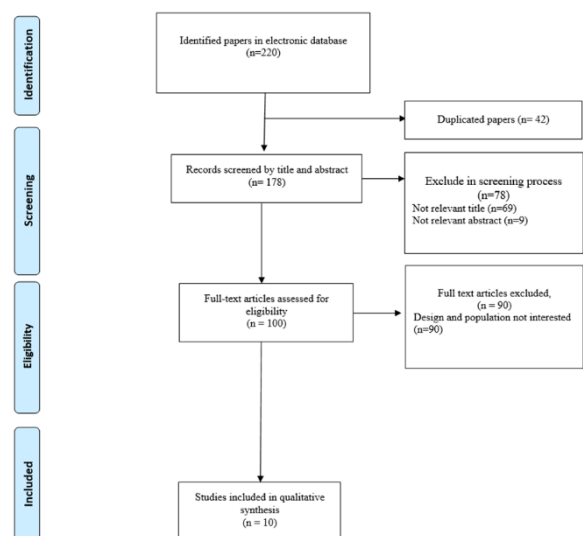 Identification
Identified papers in electronic database
(n=220)
Duplicated papers (n= 42)
Screening
Records screened by title and abstract
(n= 178)
Exclude in screening process
(n=78)
Not relevant title (n=69)
Not relevant abstract (n=9)
Eligibility
Full-text articles assessed for
eligibility
(n = 100)
Full text articles excluded,
(n = 90)
Design and population not interested
(n=90)
Included
Studies included in qualitative
synthesis
(n = 10)